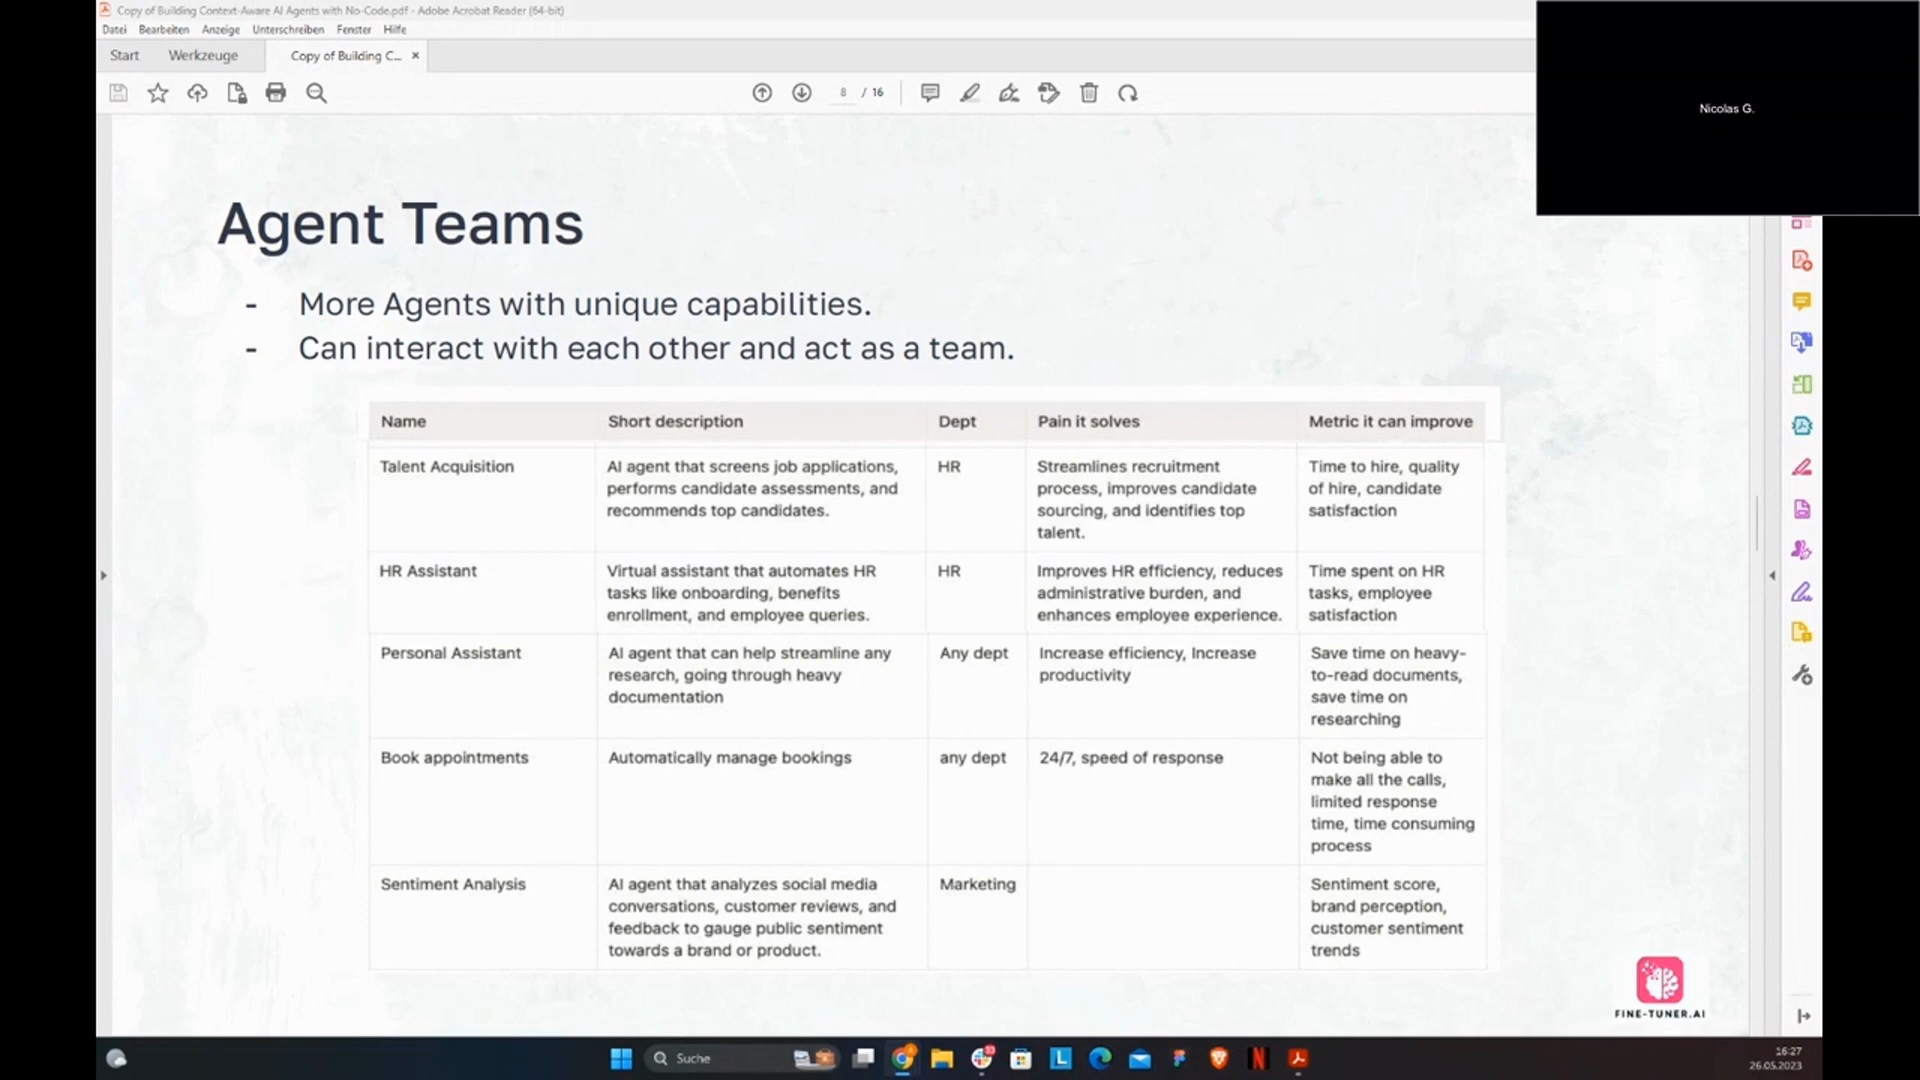 Copy of Building Context-Aware AI Agents with No-Code.pdf - Adobe Acrobat Reader (64-bit)
Datei Bearbeiten Anzeige Unterschreiben Fenster Hilfe
Start Werkzeuge Copy of Building C... ×
8 / 16
Nicolas G.
Agent Teams
- More Agents with unique capabilities.
- Can interact with each other and act as a team.
Name Short description Dept Pain it solves Metric it can improve
Talent Acquisition AI agent that screens job applications, HR Streamlines recruitment Time to hire, quality
performs candidate assessments, and process, improves candidate of hire, candidate
recommends top candidates. sourcing, and identifies top satisfaction
talent.
HR Assistant Virtual assistant that automates HR HR Improves HR efficiency, reduces Time spent on HR
tasks like onboarding, benefits administrative burden, and tasks, employee
enrollment, and employee queries. enhances employee experience. satisfaction
Personal Assistant AI agent that can help streamline any Any dept Increase efficiency, Increase Save time on heavy-
research, going through heavy productivity to-read documents,
documentation save time on
researching
Book appointments Automatically manage bookings any dept 24/7, speed of response Not being able to
make all the calls,
limited response
time, time consuming
process
Sentiment Analysis AI agent that analyzes social media Marketing Sentiment score,
conversations, customer reviews, and brand perception,
feedback to gauge public sentiment customer sentiment
towards a brand or product. trends
FINE-TUNER.AI
Suche
16:27
26.05.2023